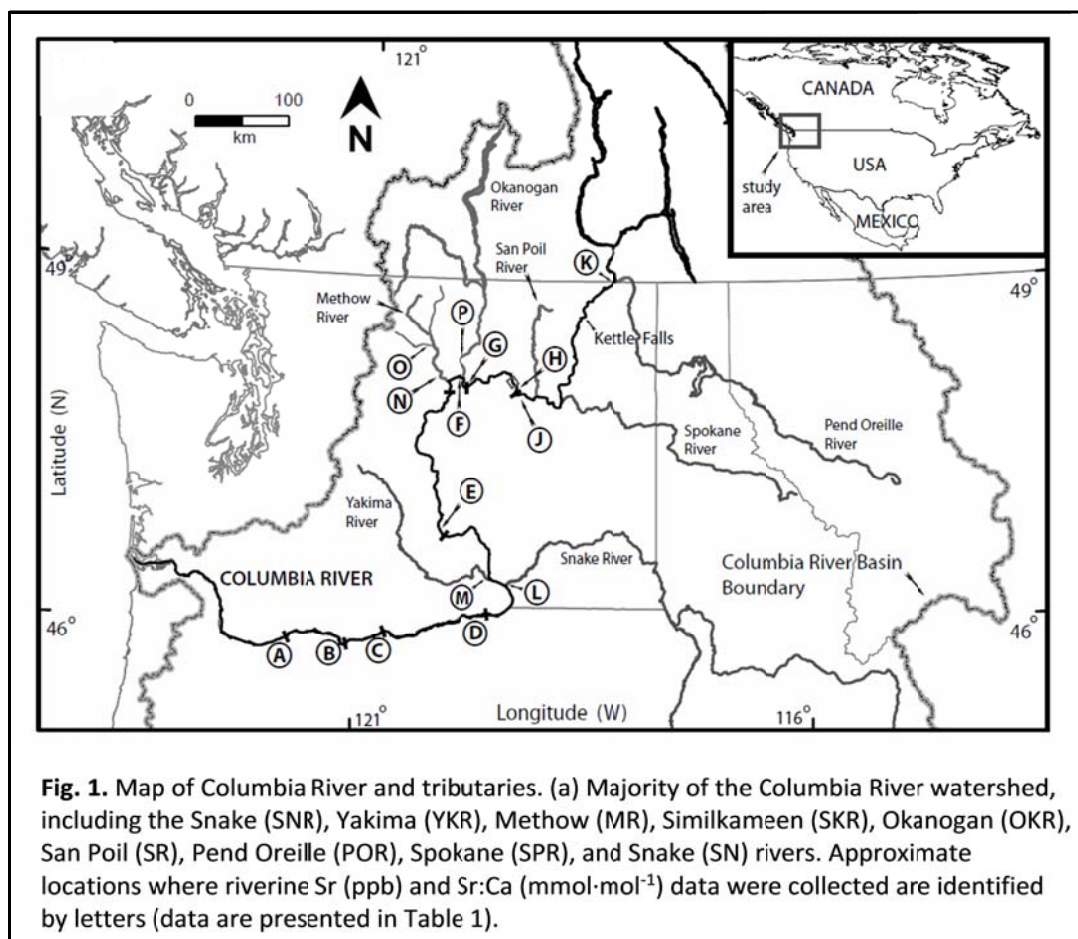 121°
0 100
km
N
CANADA
USA
MEXICO
study
area
Okanogan
River
San Poil
River
49°
K
49°
Methow
River
P
G
H
Kettle Falls
O
N
F
J
Latitude (N)
Spokane
River
Pend Oreille
River
E
Yakima
River
Snake River
COLUMBIA RIVER
Columbia River Basin
Boundary
M
L
46°
46°
A
B
C
D
121°
Longitude (W)
116°
Fig. 1. Map of Columbia River and tributaries. (a) Majority of the Columbia River watershed,
including the Snake (SNR), Yakima (YKR), Methow (MR), Similkameen (SKR), Okanogan (OKR),
San Poil (SR), Pend Oreille (POR), Spokane (SPR), and Snake (SN) rivers. Approximate
locations where riverine Sr (ppb) and Sr:Ca (mmol·mol⁻¹) data were collected are identified
by letters (data are presented in Table 1).